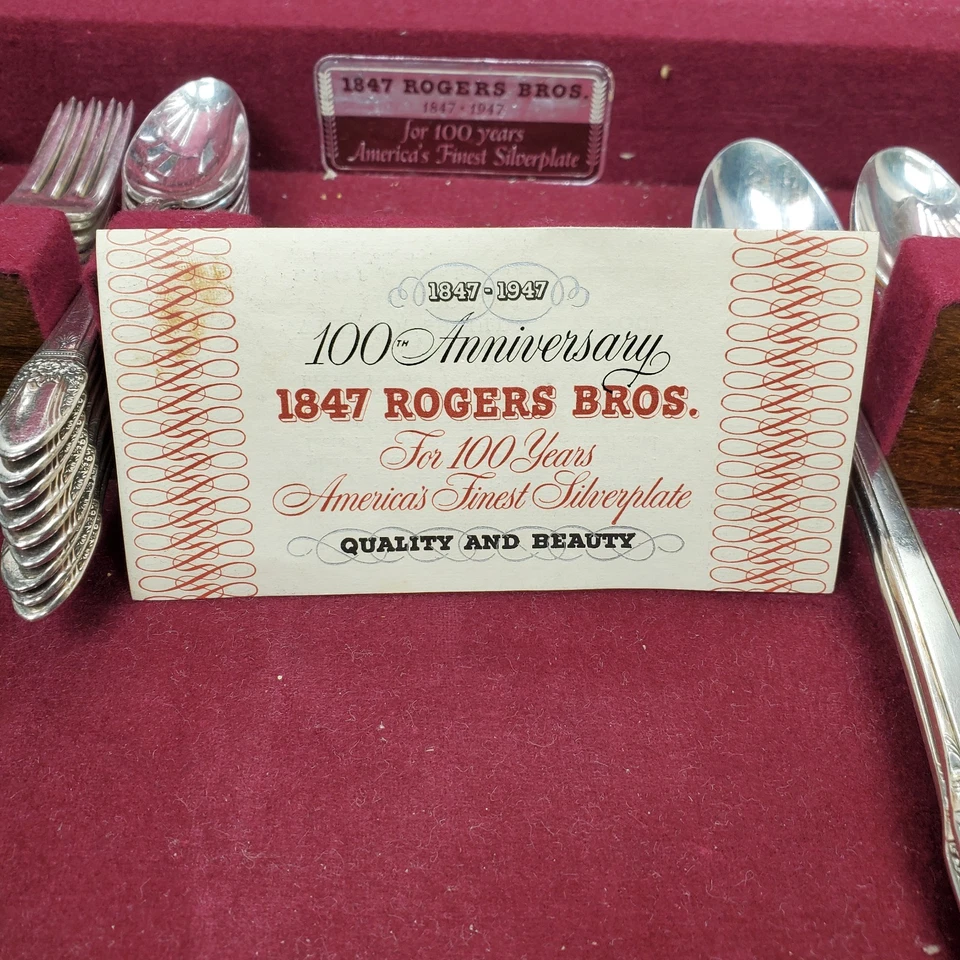 1847 ROGERS BROS.
1847 • 1947
for 100 years
America's Finest Silverplate
1847 - 1947
100TH Anniversary
1847 ROGERS BROS.
For 100 Years
America's Finest Silverplate
QUALITY AND BEAUTY